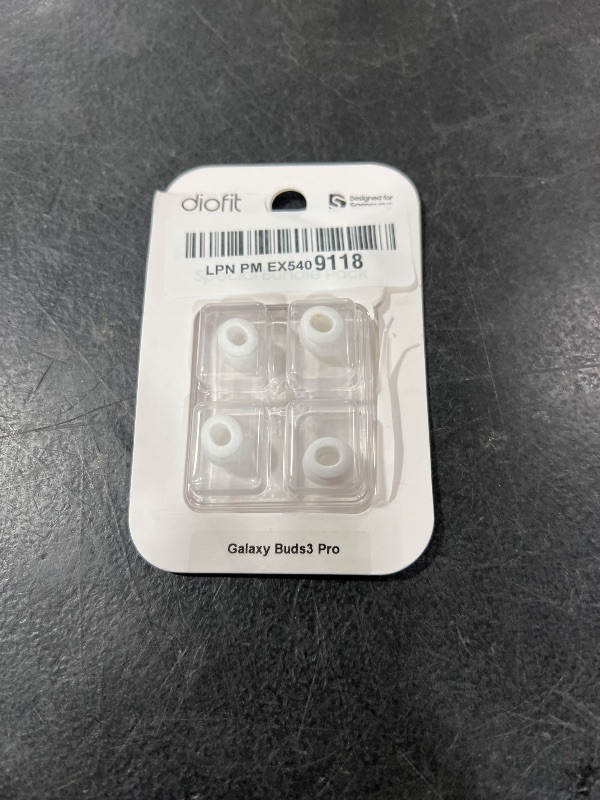 diofit
Designed for
LPN PM EX5409118
Galaxy Buds3 Pro